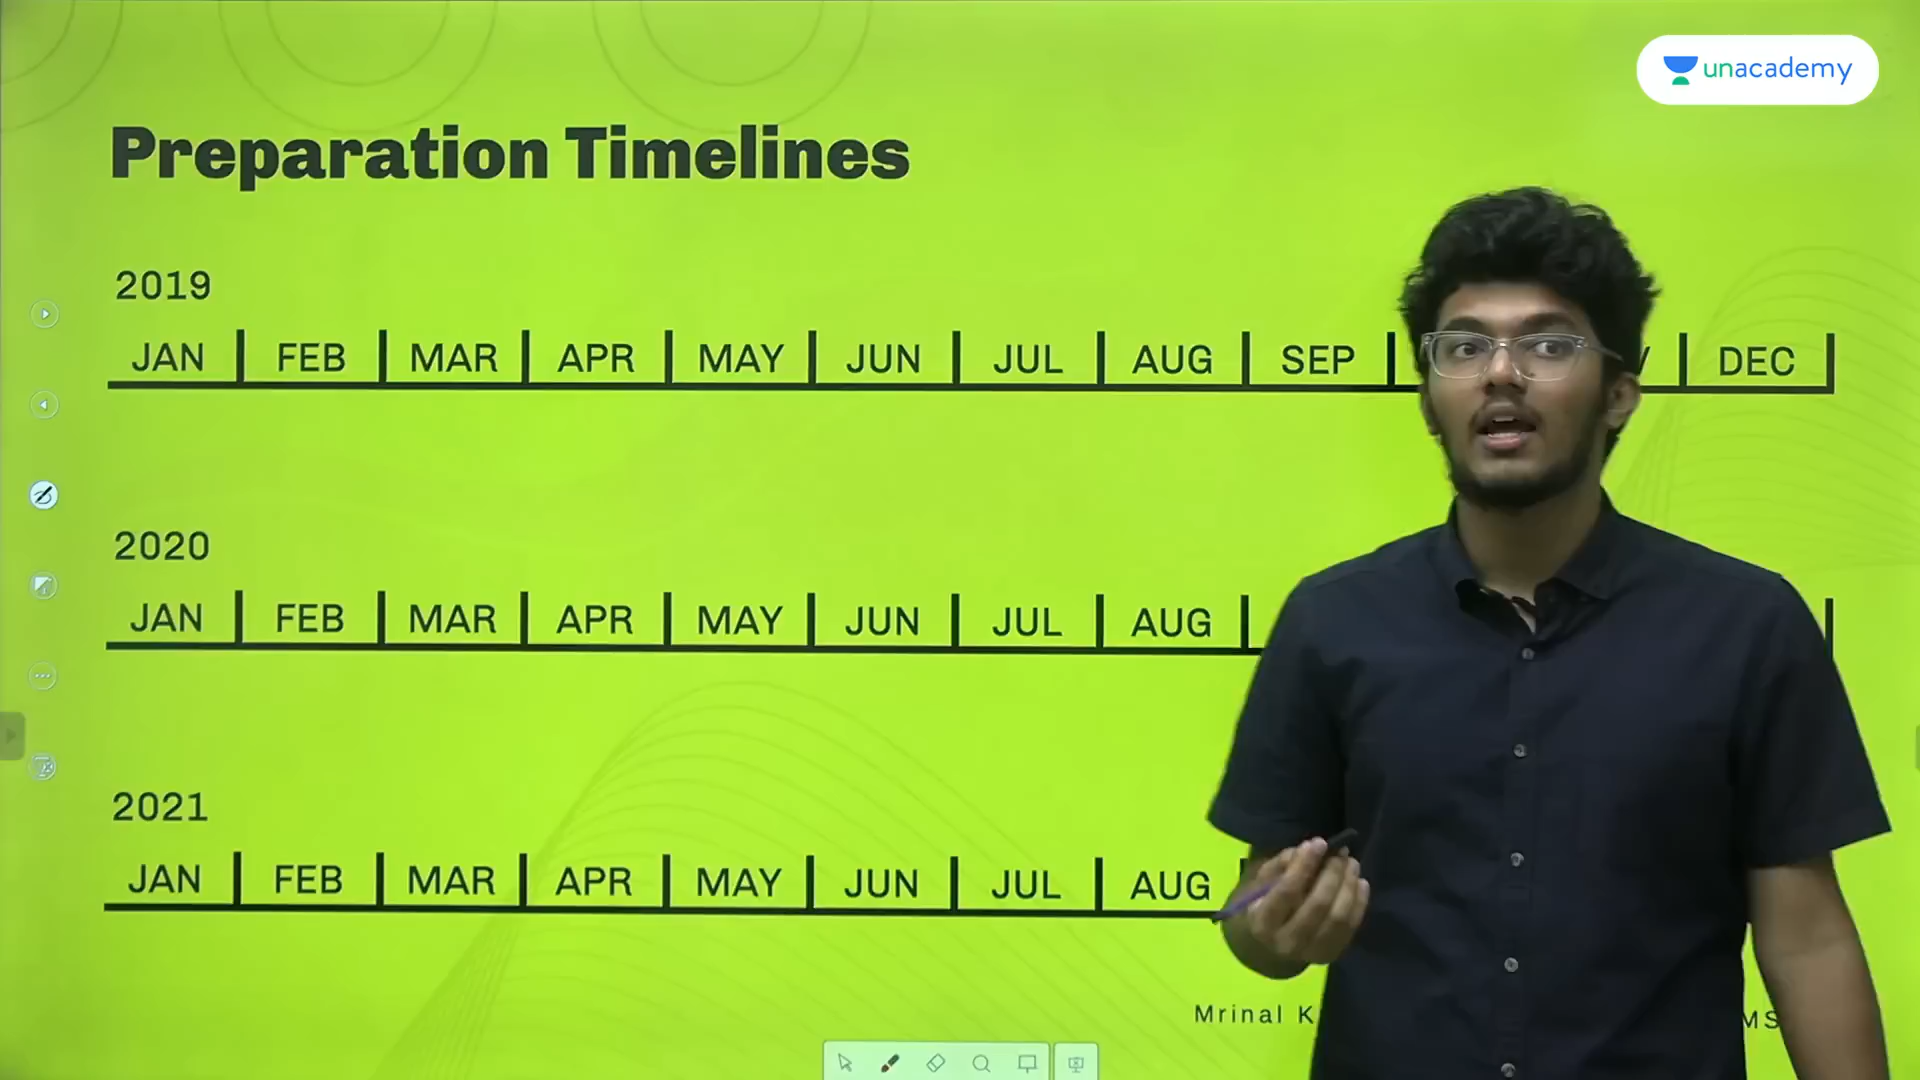 unacademy
Preparation Timelines
2019
JAN FEB MAR APR MAY JUN JUL AUG SEP DEC
2020
JAN FEB MAR APR MAY JUN JUL AUG
2021
JAN FEB MAR APR MAY JUN JUL AUG
Mrinal